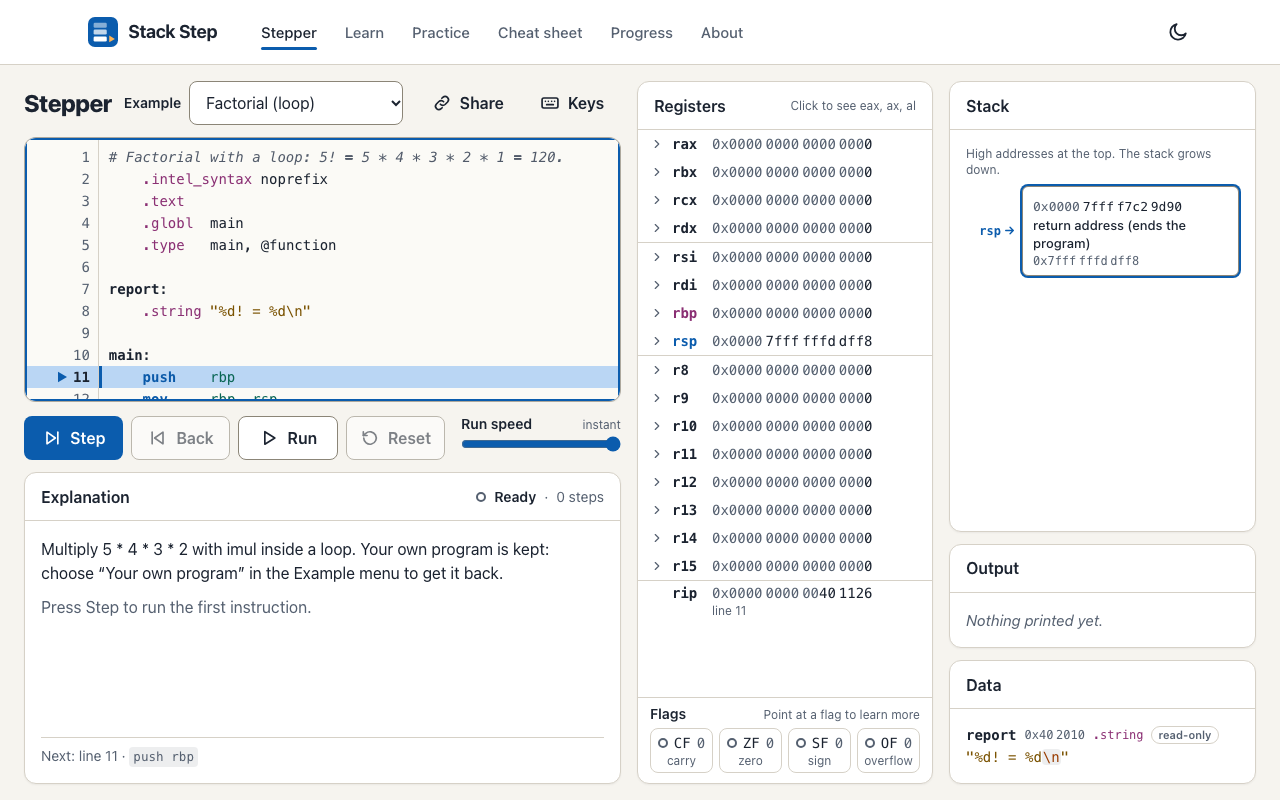 Stack Step
Stepper Learn Practice Cheat sheet Progress About
Stepper Example Factorial (loop) Share Keys
1 # Factorial with a loop: 5! = 5 * 4 * 3 * 2 * 1 = 120.
2 .intel_syntax noprefix
3 .text
4 .globl main
5 .type main, @function
6
7 report:
8 .string "%d! = %d\n"
9
10 main:
11 push rbp
12 mov rbp, rsp
Step Back Run Reset
Run speed instant
Explanation Ready · 0 steps
Multiply 5 * 4 * 3 * 2 with imul inside a loop. Your own program is kept:
choose “Your own program” in the Example menu to get it back.
Press Step to run the first instruction.
Next: line 11 · push rbp
Registers Click to see eax, ax, al
rax 0x0000 0000 0000 0000
rbx 0x0000 0000 0000 0000
rcx 0x0000 0000 0000 0000
rdx 0x0000 0000 0000 0000
rsi 0x0000 0000 0000 0000
rdi 0x0000 0000 0000 0000
rbp 0x0000 0000 0000 0000
rsp 0x0000 7fff fffd dff8
r8 0x0000 0000 0000 0000
r9 0x0000 0000 0000 0000
r10 0x0000 0000 0000 0000
r11 0x0000 0000 0000 0000
r12 0x0000 0000 0000 0000
r13 0x0000 0000 0000 0000
r14 0x0000 0000 0000 0000
r15 0x0000 0000 0000 0000
rip 0x0000 0000 0040 1126
line 11
Flags Point at a flag to learn more
CF 0 ZF 0 SF 0 OF 0
carry zero sign overflow
Stack
High addresses at the top. The stack grows
down.
rsp →
0x0000 7fff f7c2 9d90
return address (ends the
program)
0x7fff fffd dff8
Output
Nothing printed yet.
Data
report 0x40 2010 .string read-only
"%d! = %d\n"